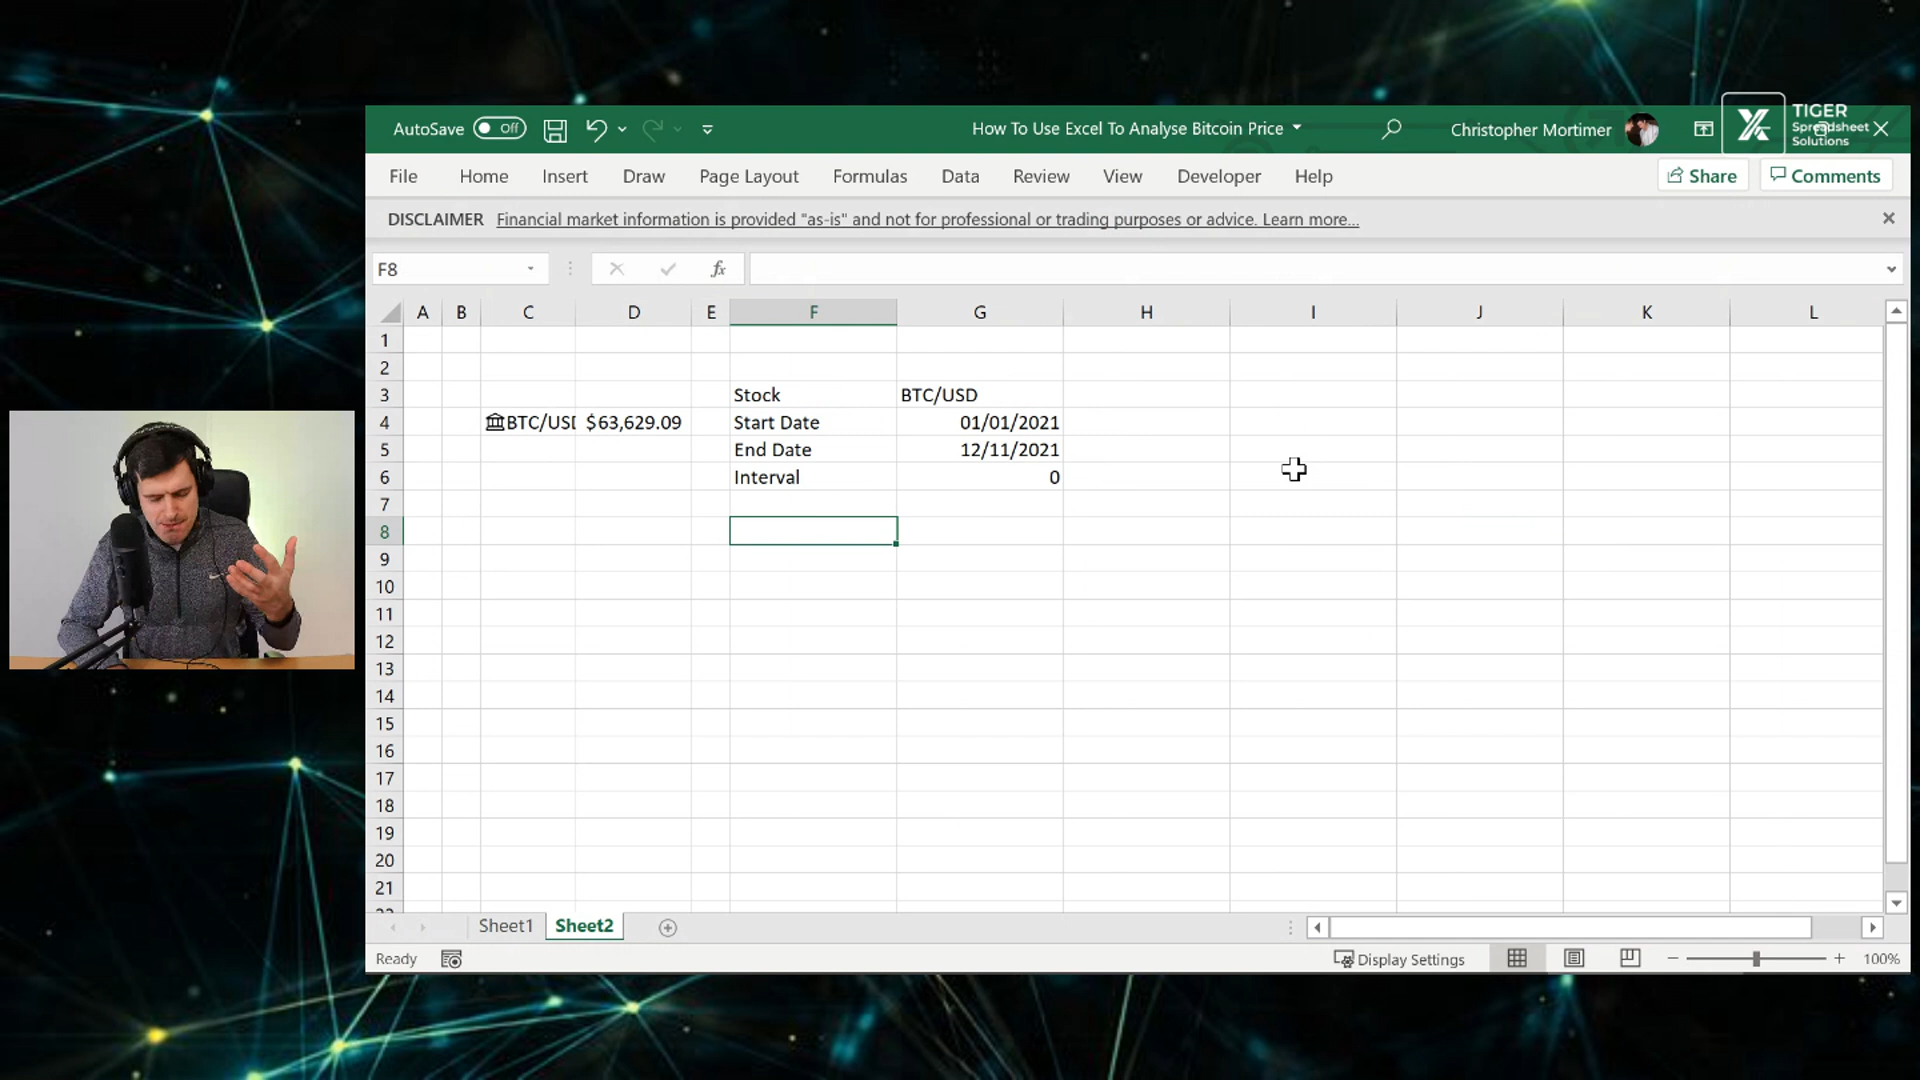 AutoSave Off
How To Use Excel To Analyse Bitcoin Price
Christopher Mortimer
TIGER
Spreadsheet
Solutions
File Home Insert Draw Page Layout Formulas Data Review View Developer Help
Share Comments
DISCLAIMER Financial market information is provided "as-is" and not for professional or trading purposes or advice. Learn more...
F8
fx
A B C D E F G H I J K L
1
2
3 Stock BTC/USD
4 BTC/USD $63,629.09 Start Date 01/01/2021
5 End Date 12/11/2021
6 Interval 0
7
8
9
10
11
12
13
14
15
16
17
18
19
20
21
22
Sheet1 Sheet2
Ready
Display Settings
100%